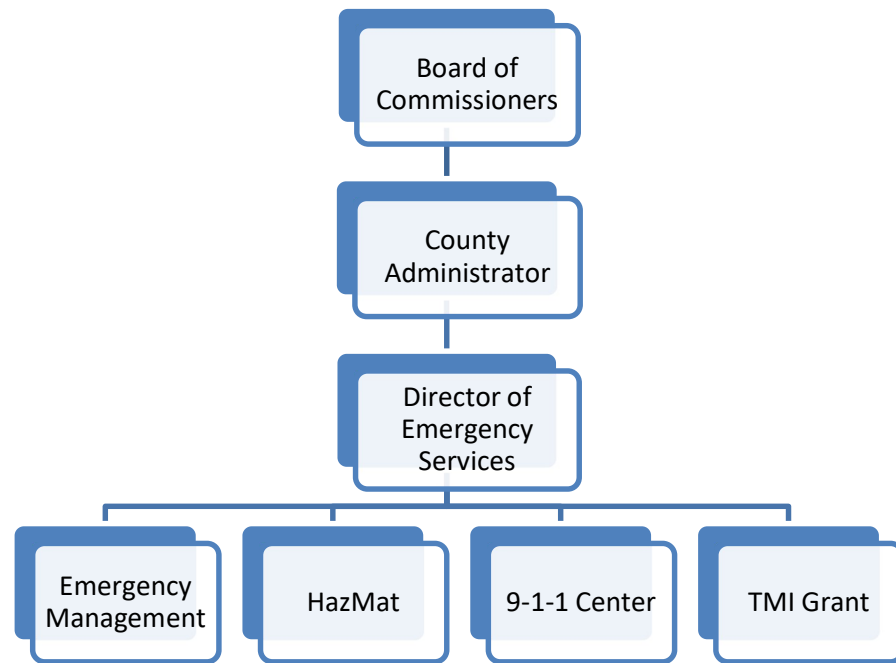 Board of
Commissioners
County
Administrator
Director of
Emergency
Services
Emergency
Management
HazMat
9-1-1 Center
TMI Grant